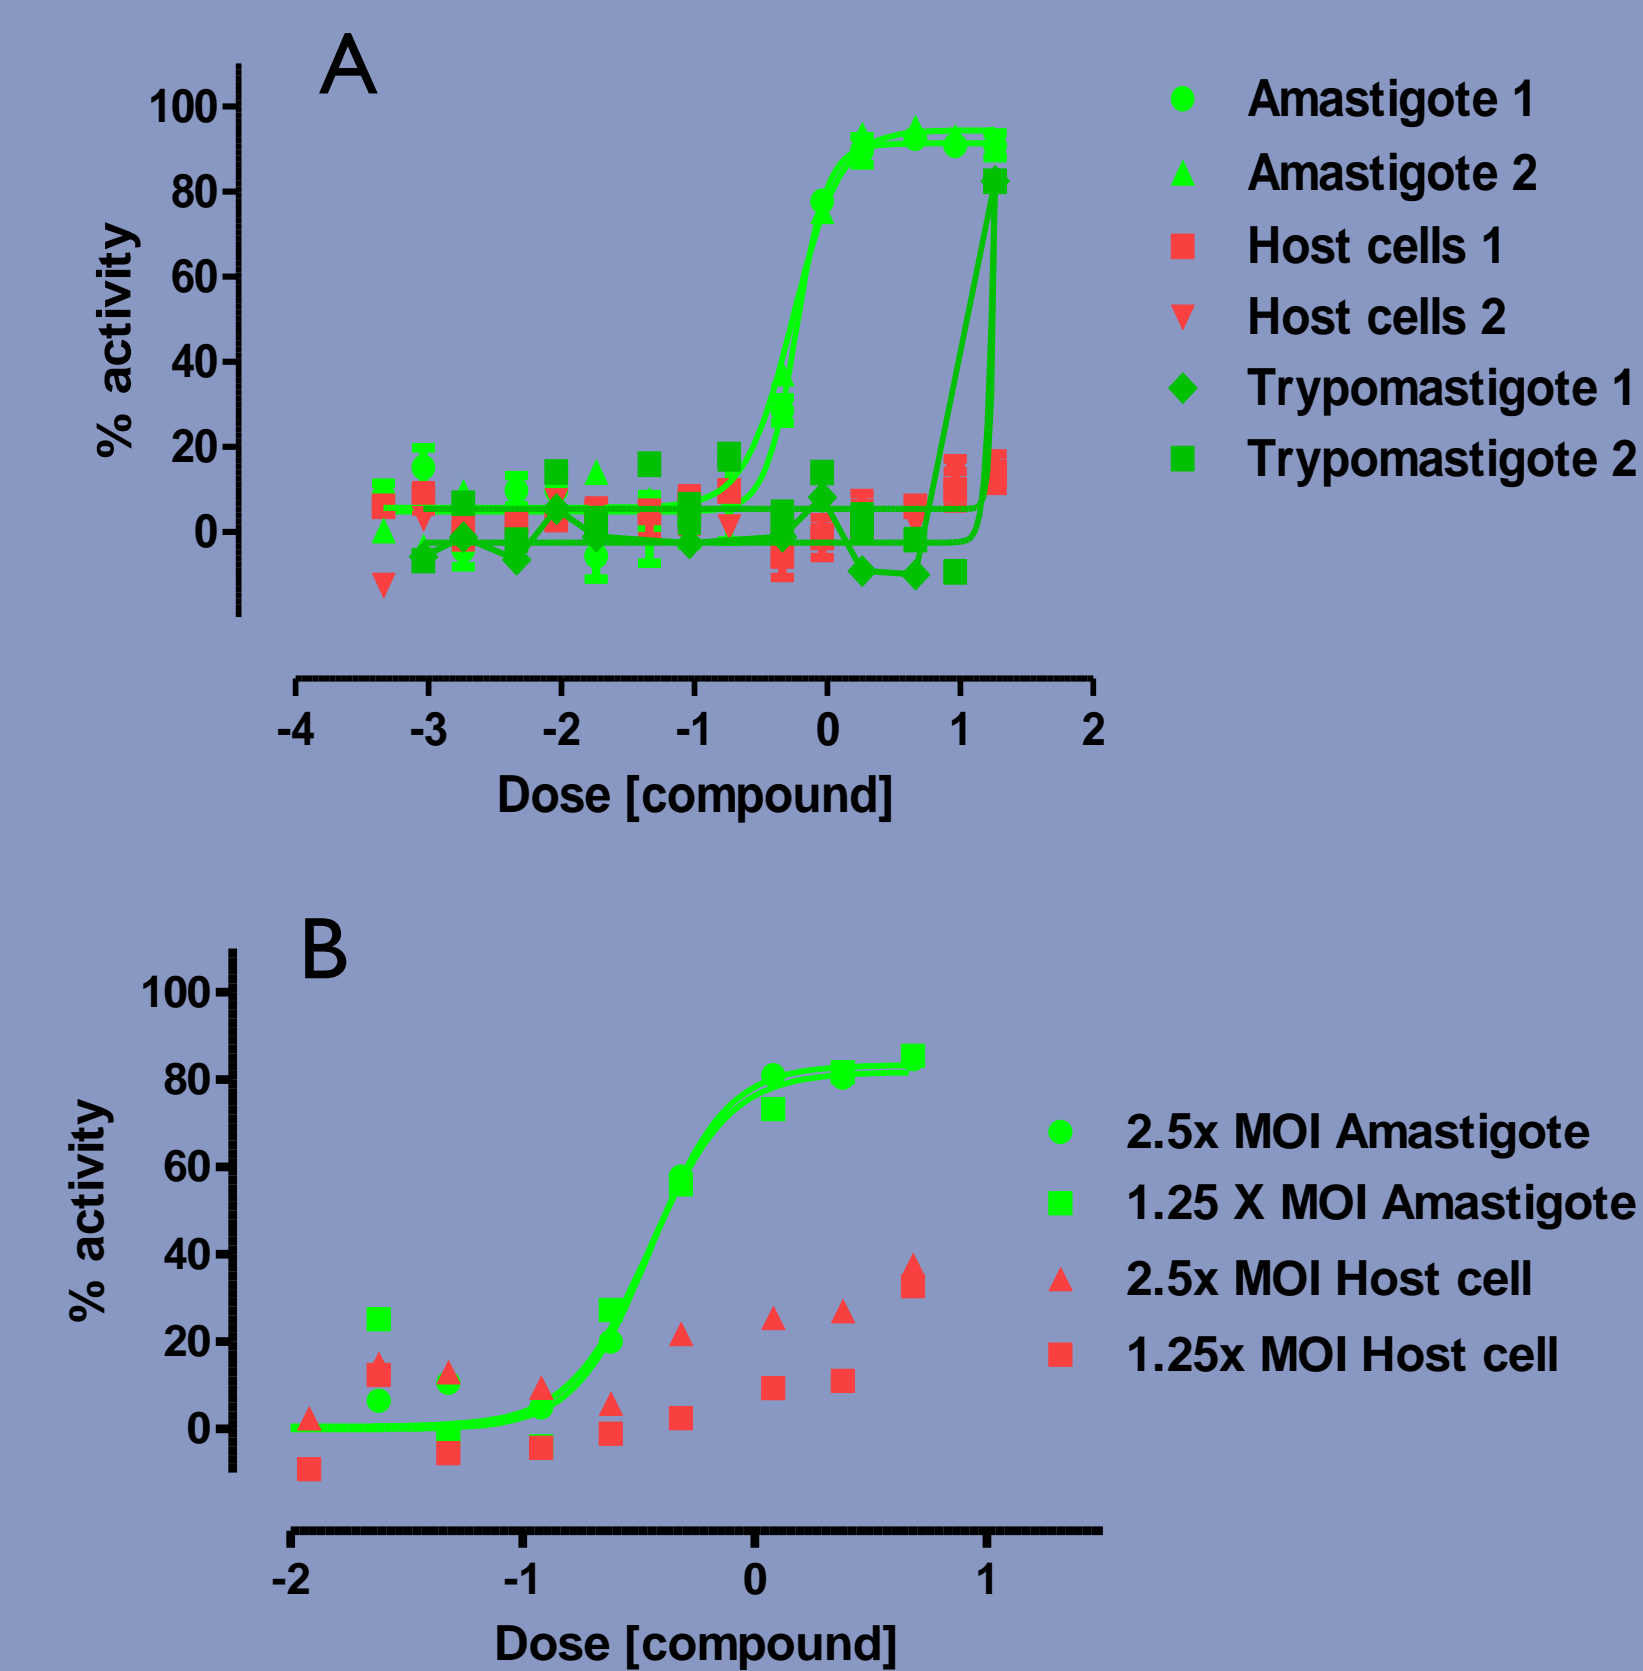 A
100
80
60
40
20
0
% activity
-4 -3 -2 -1 0 1 2
Dose [compound]
Amastigote 1
Amastigote 2
Host cells 1
Host cells 2
Trypomastigote 1
Trypomastigote 2
B
100
80
60
40
20
0
% activity
-2 -1 0 1
Dose [compound]
2.5x MOI Amastigote
1.25 X MOI Amastigote
2.5x MOI Host cell
1.25x MOI Host cell